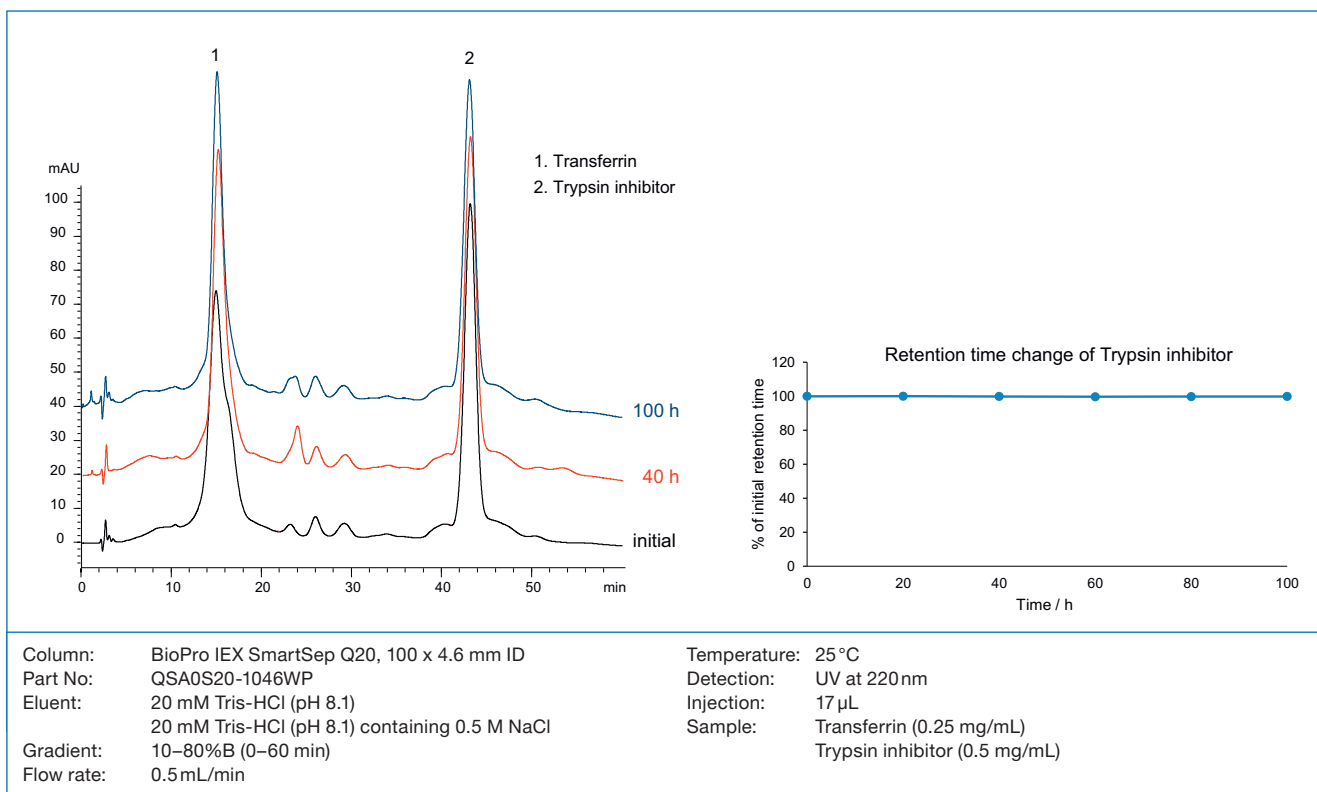 1
2
mAU
100
90
80
70
60
50
40
30
20
10
0
0
10
20
30
40
50
min
1. Transferrin
2. Trypsin inhibitor
100 h
40 h
initial
Retention time change of Trypsin inhibitor
% of initial retention time
120
100
80
60
40
20
0
0
20
40
60
80
100
Time / h
Column: BioPro IEX SmartSep Q20, 100 x 4.6 mm ID
Part No: QSA0S20-1046WP
Eluent: 20 mM Tris-HCl (pH 8.1)
20 mM Tris-HCl (pH 8.1) containing 0.5 M NaCl
Gradient: 10–80%B (0–60 min)
Flow rate: 0.5 mL/min
Temperature: 25 °C
Detection: UV at 220 nm
Injection: 17 µL
Sample: Transferrin (0.25 mg/mL)
Trypsin inhibitor (0.5 mg/mL)